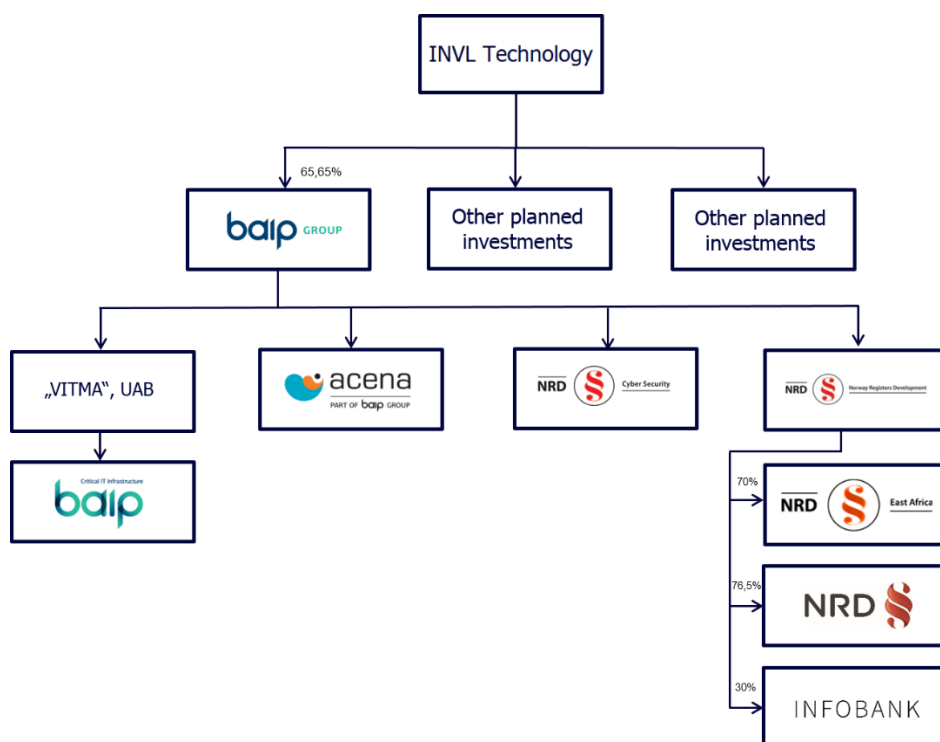 INVL Technology
65,65%
baip GROUP
Other planned
investments
Other planned
investments
„VITMA“, UAB
acena
PART OF baip GROUP
NRD § Cyber Security
NRD § Norway Registers Development
Critical IT infrastructure
baip
70%
NRD § East Africa
76,5%
NRD §
30%
INFOBANK